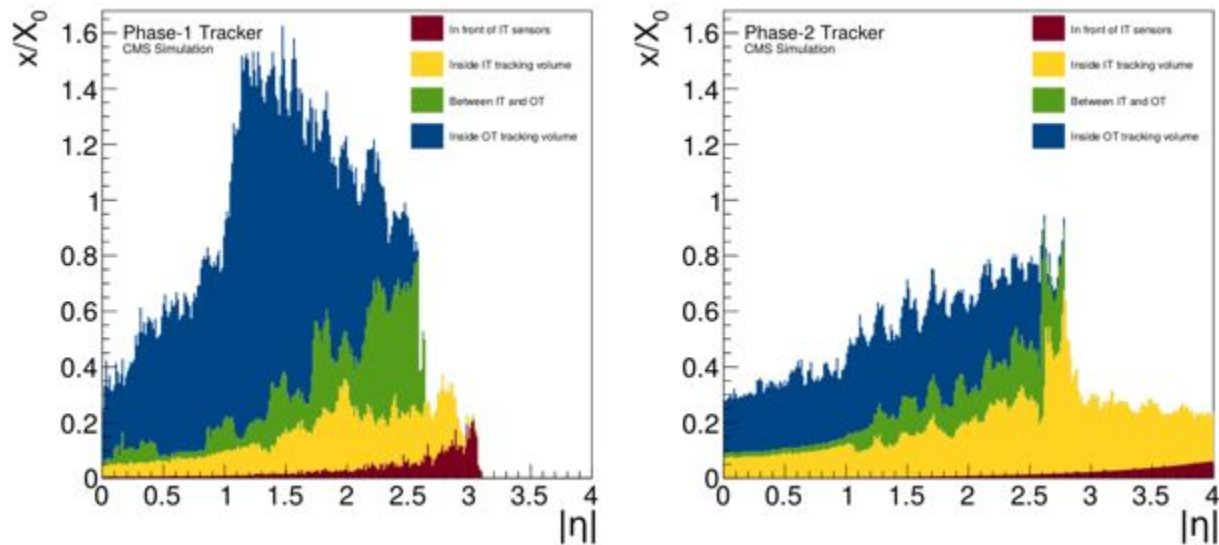 Phase-1 Tracker
CMS Simulation
In front of IT sensors
Inside IT tracking volume
Between IT and OT
Inside OT tracking volume
x/X₀
1.6
1.4
1.2
1
0.8
0.6
0.4
0.2
0
0 0.5 1 1.5 2 2.5 3 3.5 4
|η|
Phase-2 Tracker
CMS Simulation
In front of IT sensors
Inside IT tracking volume
Between IT and OT
Inside OT tracking volume
x/X₀
1.6
1.4
1.2
1
0.8
0.6
0.4
0.2
0
0 0.5 1 1.5 2 2.5 3 3.5 4
|η|